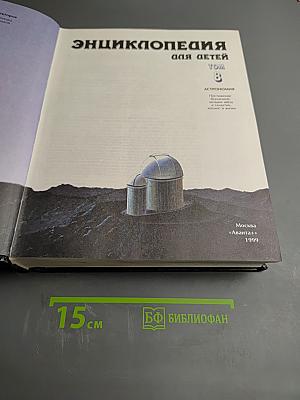 ЭНЦИКЛОПЕДИЯ
ДЛЯ ДЕТЕЙ
ТОМ
8
АСТРОНОМИЯ
Москва
«Аванта+»
1999
15 см
БФ БИБЛИОФАН